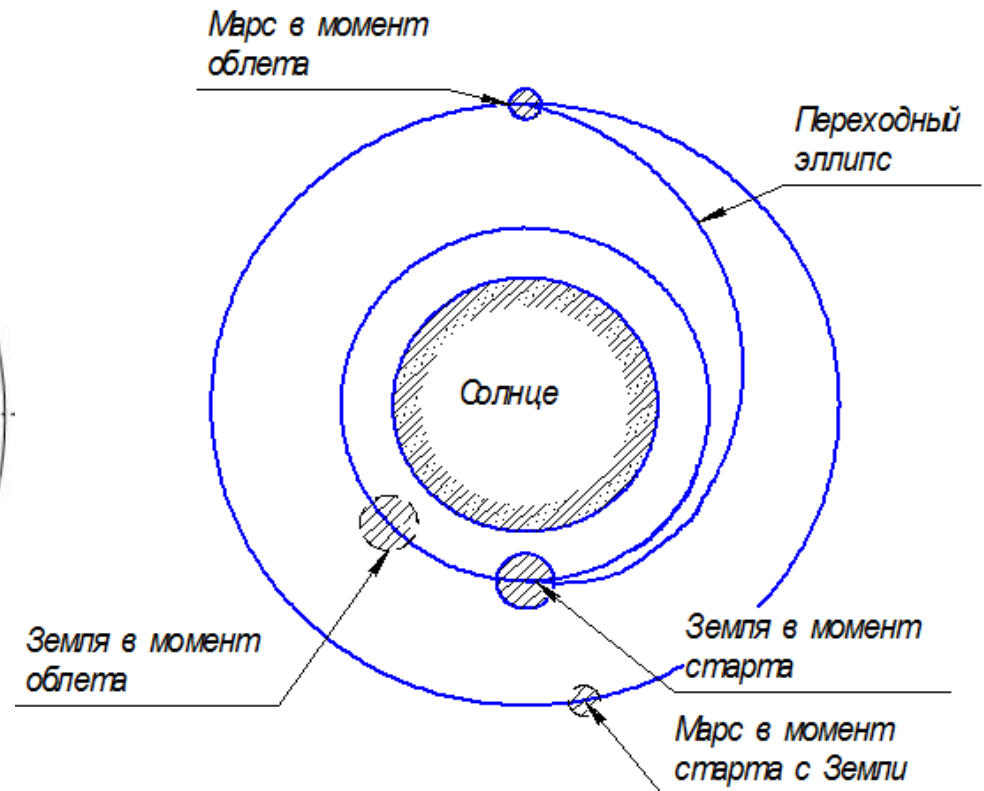 Марс в момент
облета
Переходный
эллипс
Солнце
Земля в момент
облета
Земля в момент
старта
Марс в момент
старта с Земли